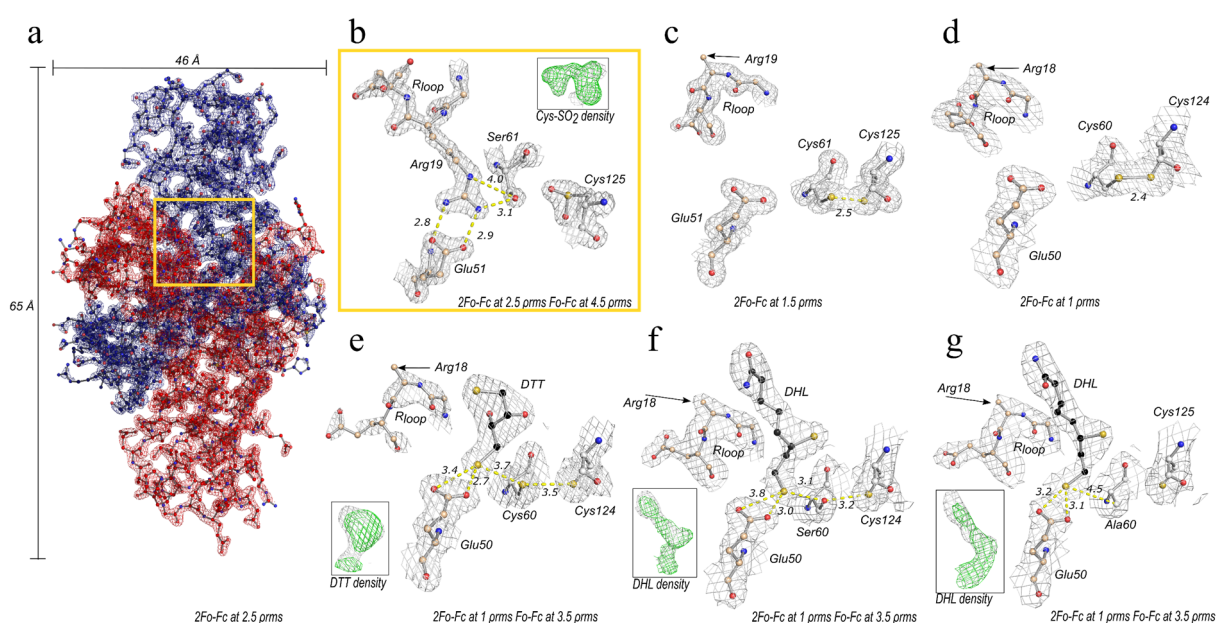 a
46 Å
65 Å
2Fo-Fc at 2.5 ρrms
b
Rloop
Cys-SO2 density
Ser61
Arg19
4.0
Cys125
3.1
2.8
2.9
Glu51
2Fo-Fc at 2.5 ρrms Fo-Fc at 4.5 ρrms
c
Arg19
Rloop
Cys61
Cys125
2.5
Glu51
2Fo-Fc at 1.5 ρrms
d
Arg18
Cys124
Rloop
Cys60
2.4
Glu50
2Fo-Fc at 1 ρrms
e
Arg18
DTT
Rloop
3.4
3.7
2.7
3.5
Cys60
Cys124
Glu50
DTT density
2Fo-Fc at 1 ρrms Fo-Fc at 3.5 ρrms
f
DHL
Arg18
Rloop
3.1
3.8
3.0
3.2
Ser60
Cys124
Glu50
DHL density
2Fo-Fc at 1 ρrms Fo-Fc at 3.5 ρrms
g
DHL
Arg18
Cys125
Rloop
3.2
4.5
3.1
Ala60
Glu50
DHL density
2Fo-Fc at 1 ρrms Fo-Fc at 3.5 ρrms